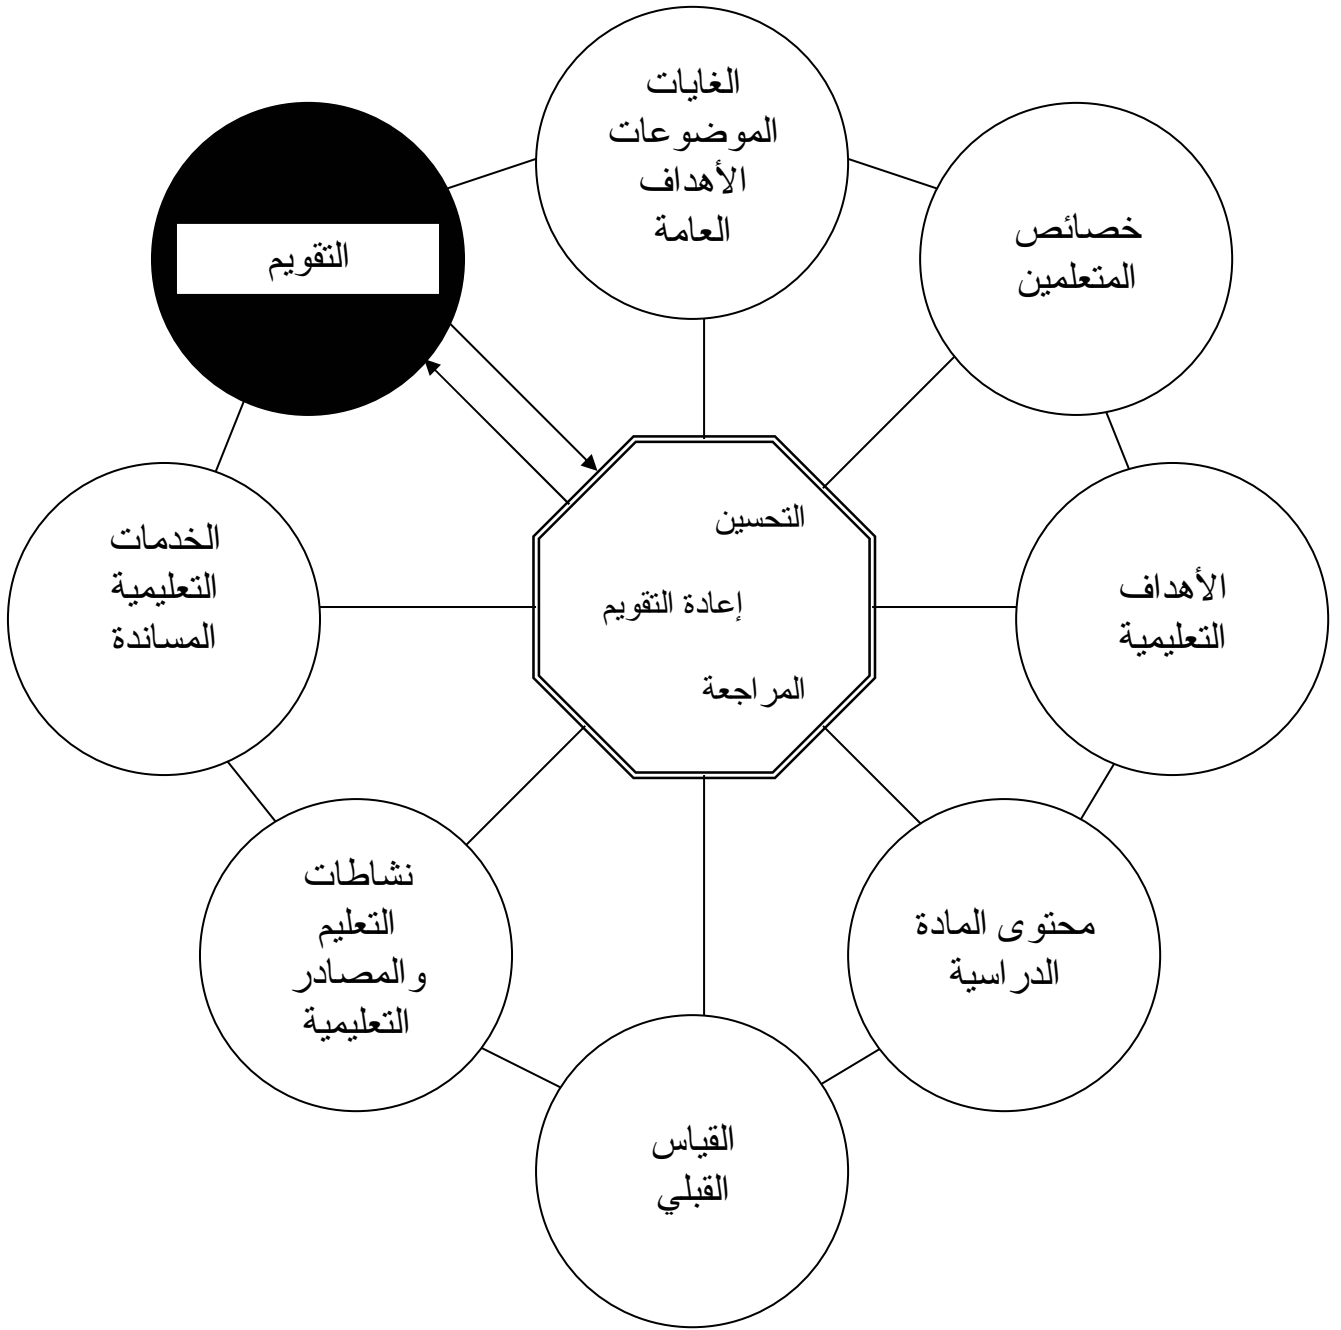 الغايات
الموضوعات
الأهداف
العامة
خصائص
المتعلمين
التقويم
الأهداف
التعليمية
التحسين
إعادة التقويم
المراجعة
الخدمات
التعليمية
المساندة
محتوى المادة
الدراسية
نشاطات
التعليم
والمصادر
التعليمية
القياس
القبلي